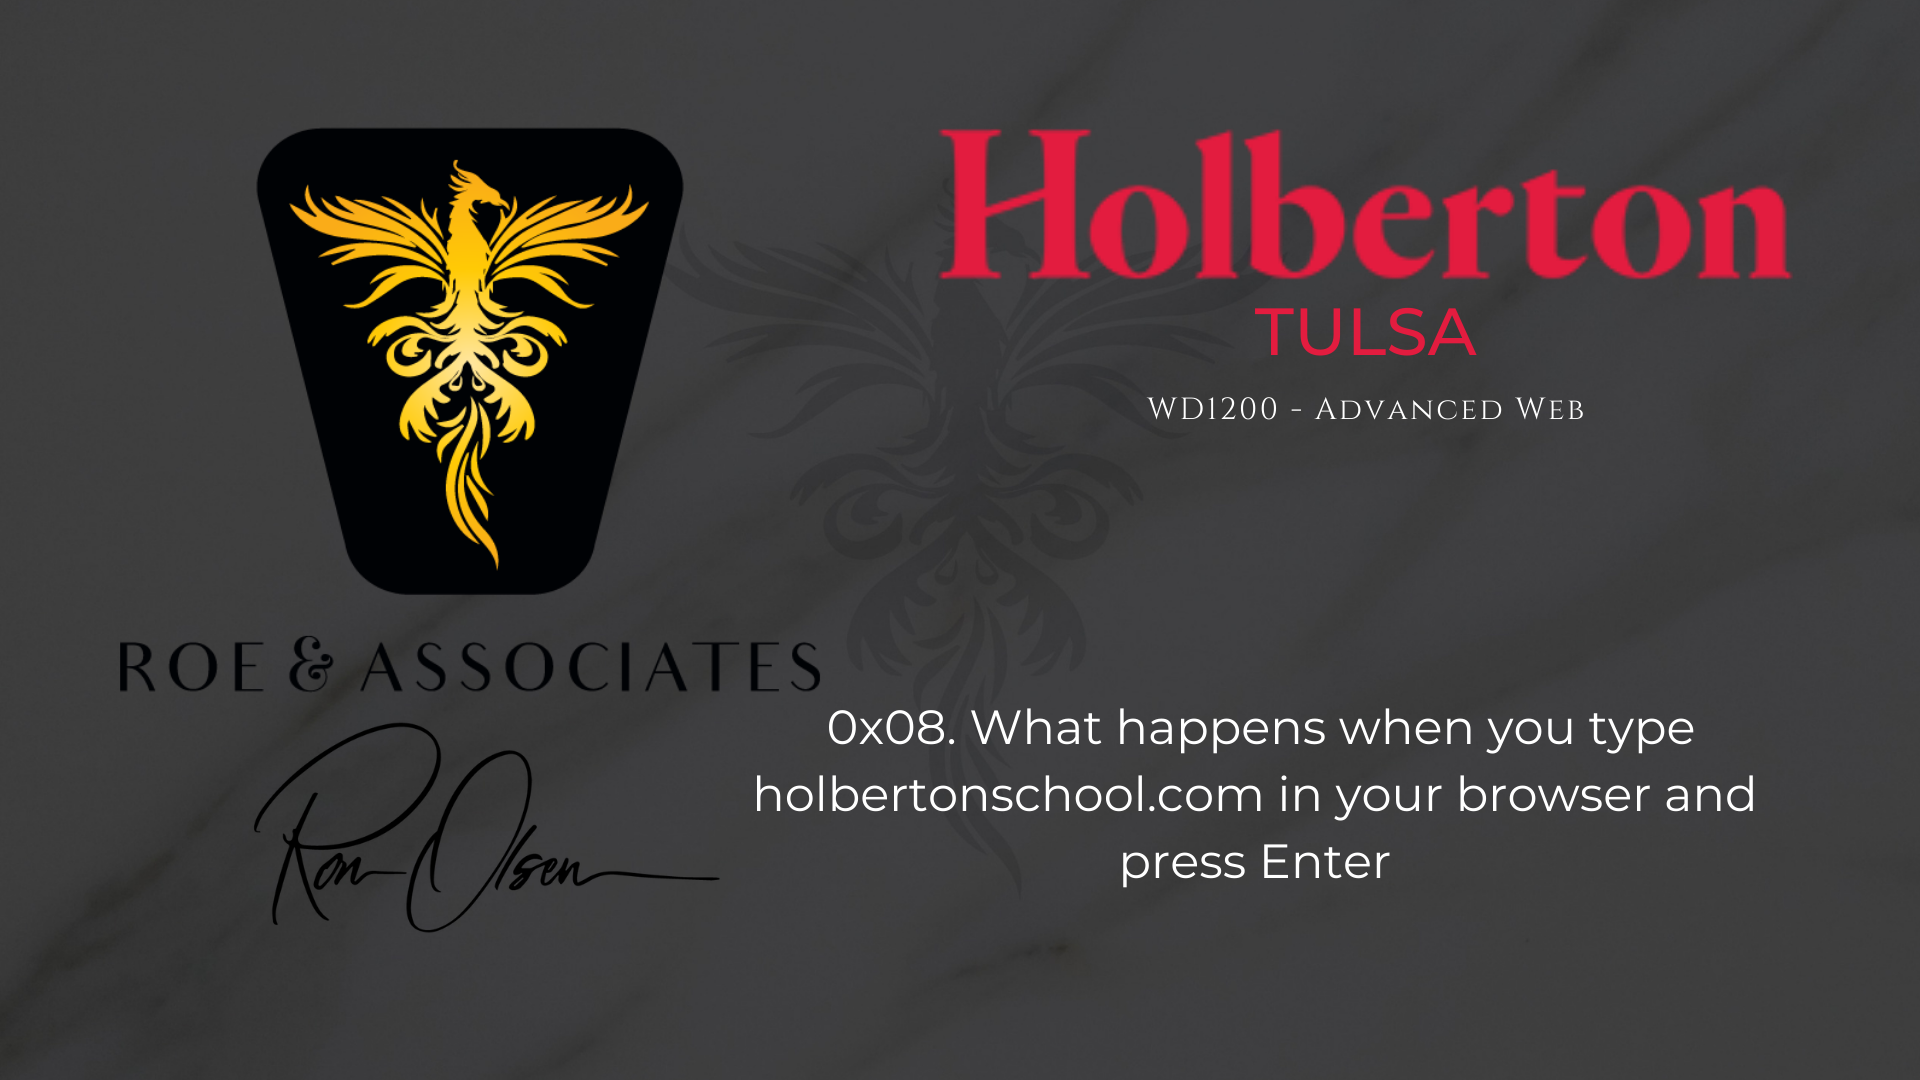 Holberton
TULSA
WD1200 - Advanced Web
ROE & ASSOCIATES
Ron Olsen
0x08. What happens when you type
holbertonschool.com in your browser and
press Enter